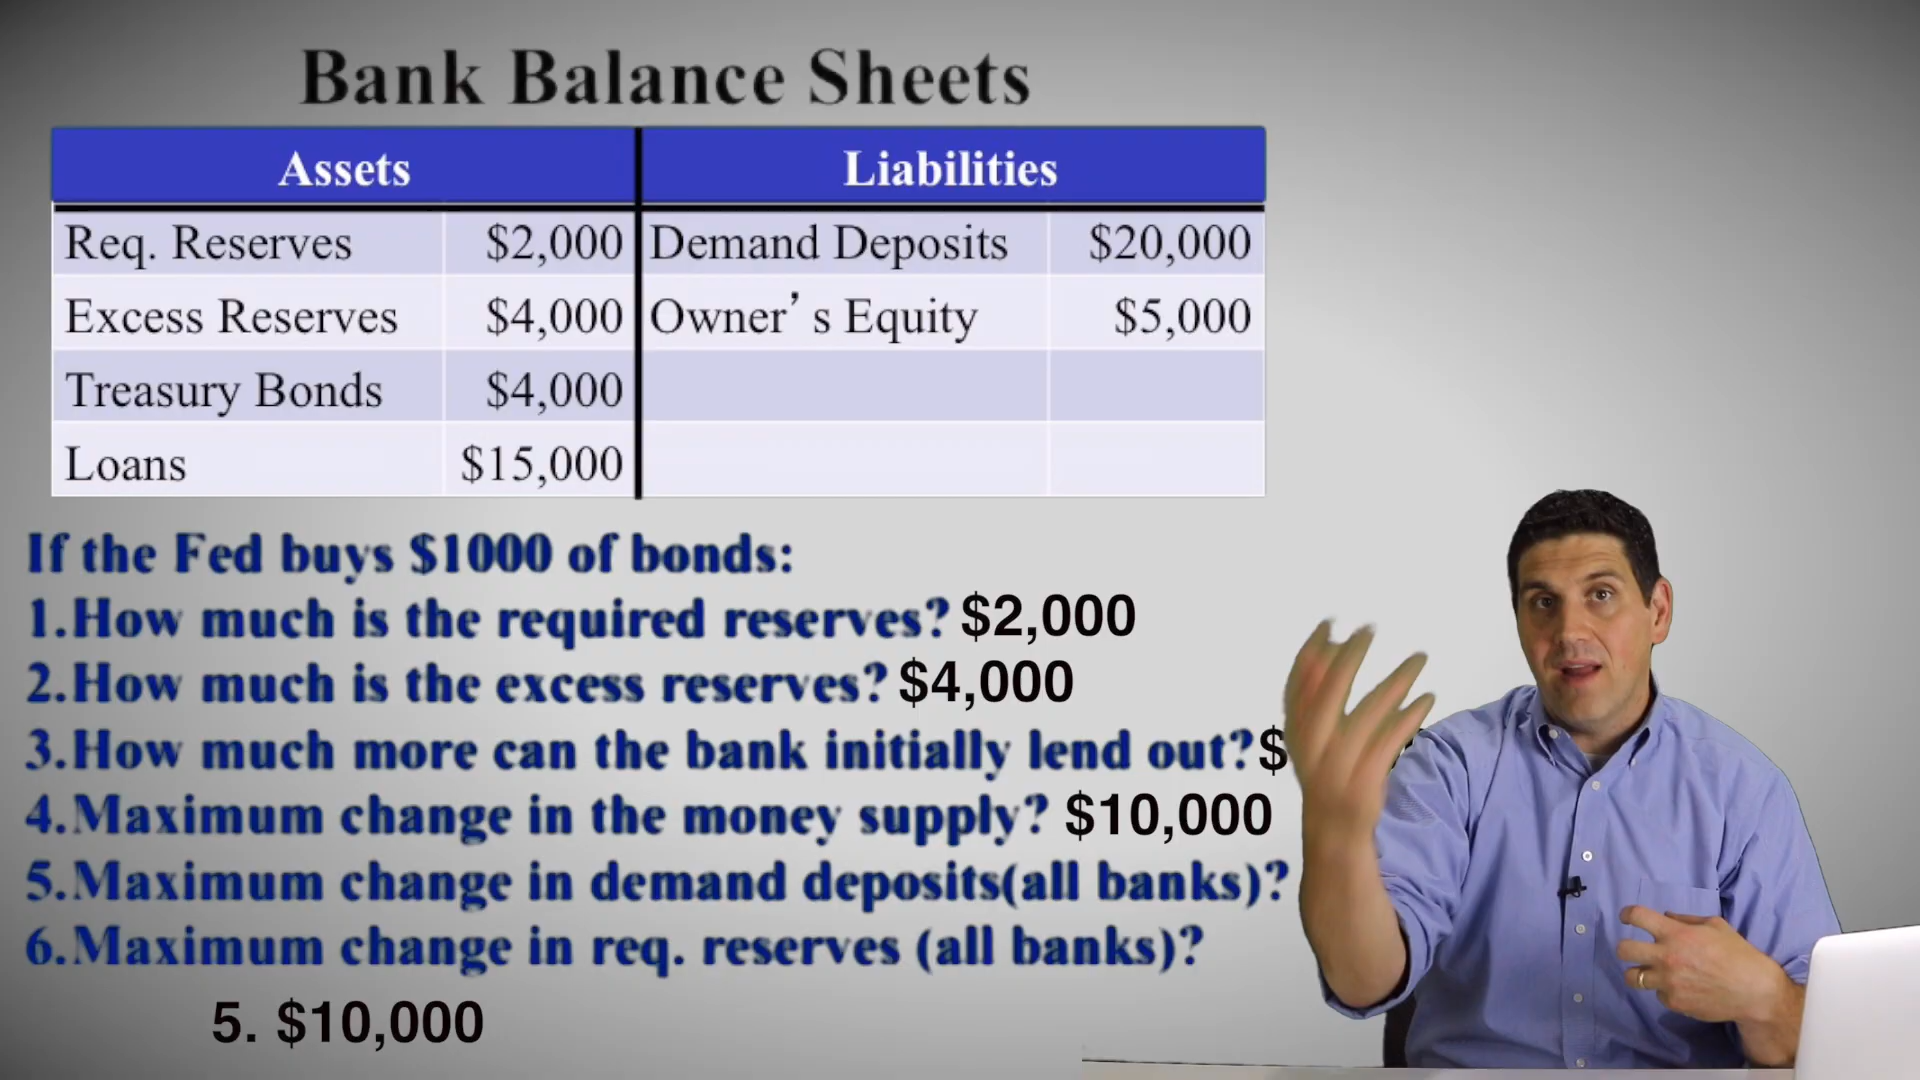 Bank Balance Sheets
Assets Liabilities
Req. Reserves $2,000 Demand Deposits $20,000
Excess Reserves $4,000 Owner’s Equity $5,000
Treasury Bonds $4,000
Loans $15,000
If the Fed buys $1000 of bonds:
1.How much is the required reserves? $2,000
2.How much is the excess reserves? $4,000
3.How much more can the bank initially lend out? $
4.Maximum change in the money supply? $10,000
5.Maximum change in demand deposits(all banks)?
6.Maximum change in req. reserves (all banks)?
5. $10,000